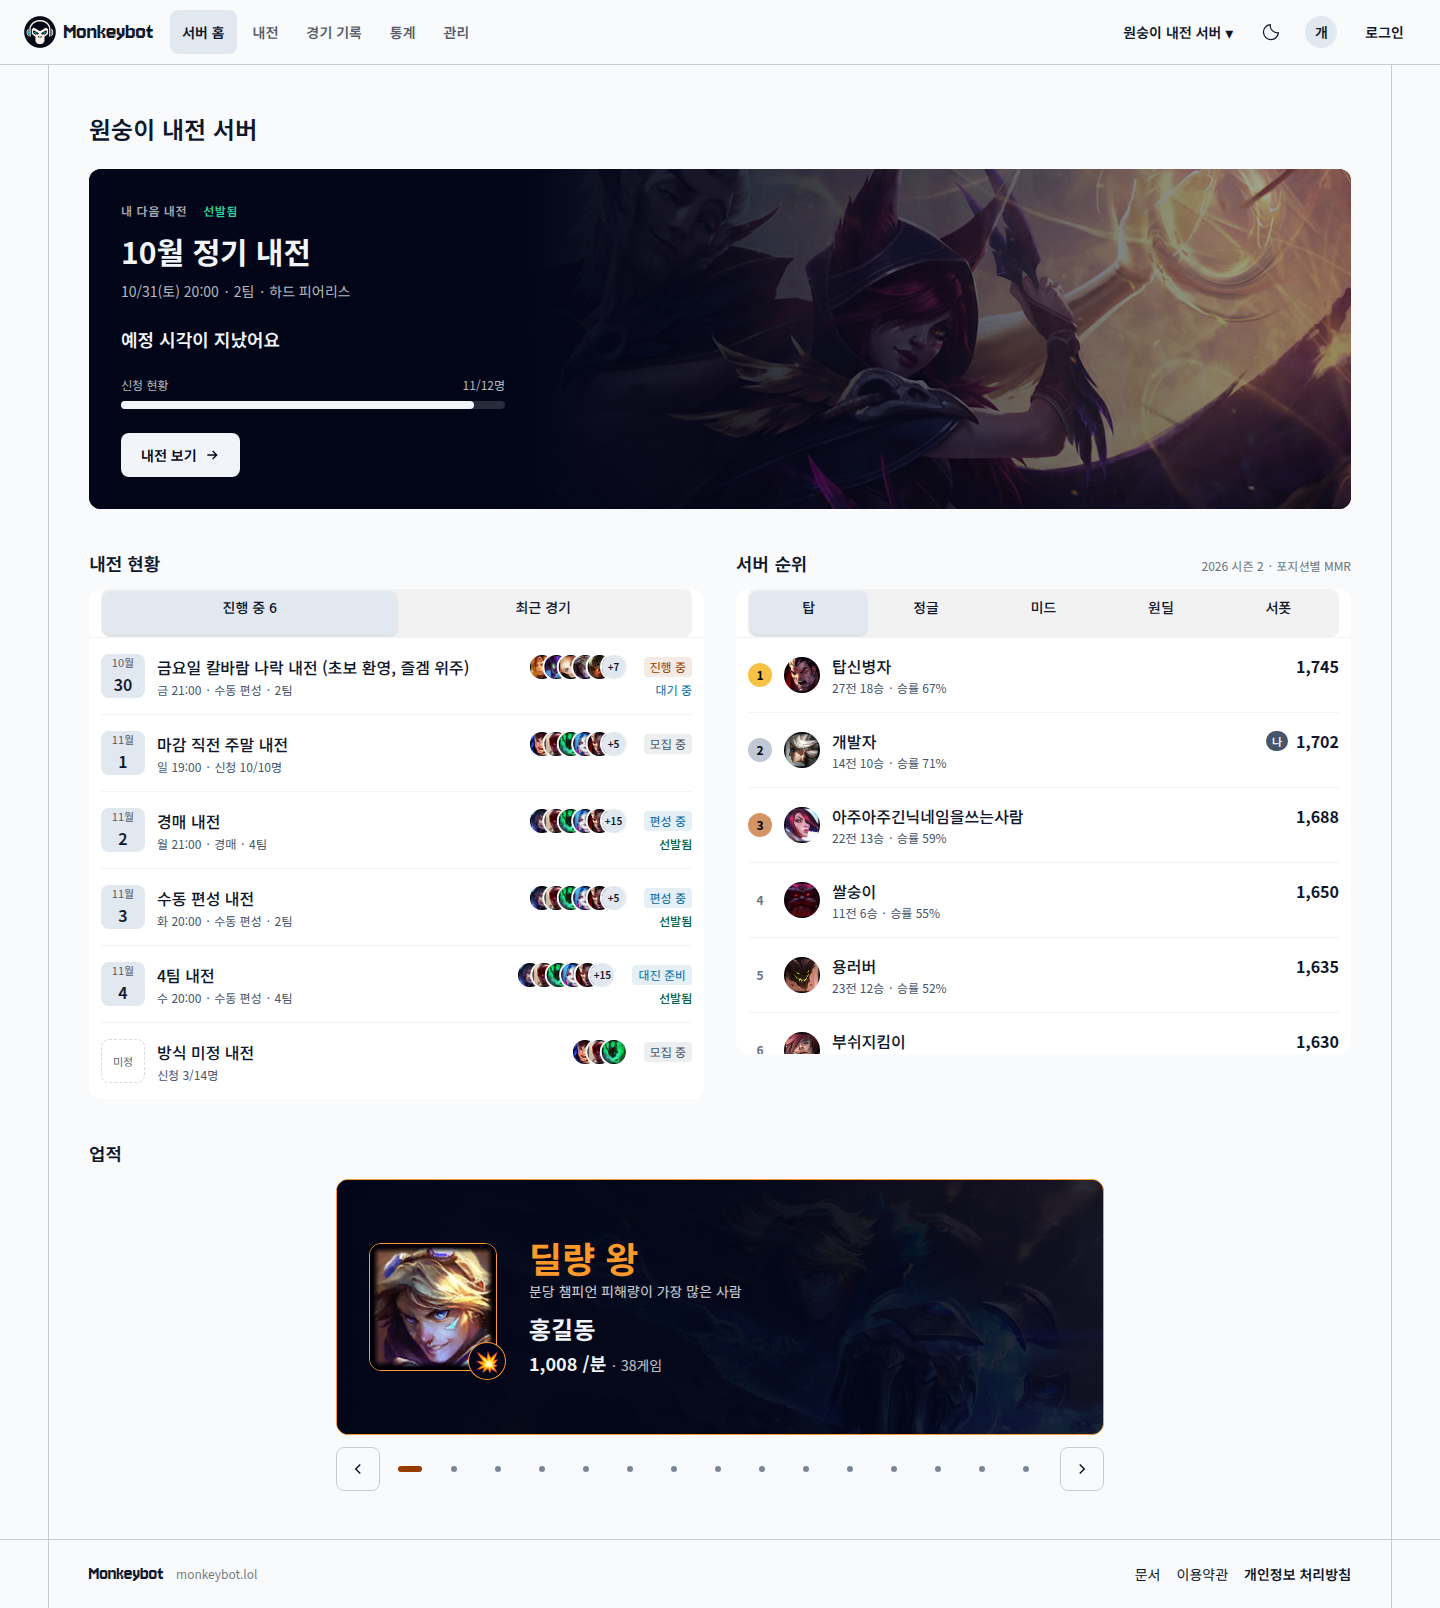 Monkeybot
서버 홈
내전
경기 기록
통계
관리
원숭이 내전 서버 ▾
개
로그인
원숭이 내전 서버
내 다음 내전 선발됨
10월 정기 내전
10/31(토) 20:00 · 2팀 · 하드 피어리스
예정 시각이 지났어요
신청 현황 11/12명
내전 보기 →
내전 현황
진행 중 6
최근 경기
10월
30
금요일 칼바람 나락 내전 (초보 환영, 즐겜 위주)
금 21:00 · 수동 편성 · 2팀
+7
진행 중
대기 중
11월
1
마감 직전 주말 내전
일 19:00 · 신청 10/10명
+5
모집 중
11월
2
경매 내전
월 21:00 · 경매 · 4팀
+15
편성 중
선발됨
11월
3
수동 편성 내전
화 20:00 · 수동 편성 · 2팀
+5
편성 중
선발됨
11월
4
4팀 내전
수 20:00 · 수동 편성 · 4팀
+15
대진 준비
선발됨
미정
방식 미정 내전
신청 3/14명
모집 중
서버 순위
2026 시즌 2 · 포지션별 MMR
탑
정글
미드
원딜
서폿
1
탑신병자
27전 18승 · 승률 67%
1,745
2
개발자
14전 10승 · 승률 71%
나
1,702
3
아주아주긴닉네임을쓰는사람
22전 13승 · 승률 59%
1,688
4
쌀숭이
11전 6승 · 승률 55%
1,650
5
용러버
23전 12승 · 승률 52%
1,635
6
부쉬지킴이
1,630
업적
딜량 왕
분당 챔피언 피해량이 가장 많은 사람
홍길동
1,008 /분 · 38게임
Monkeybot
monkeybot.lol
문서
이용약관
개인정보 처리방침